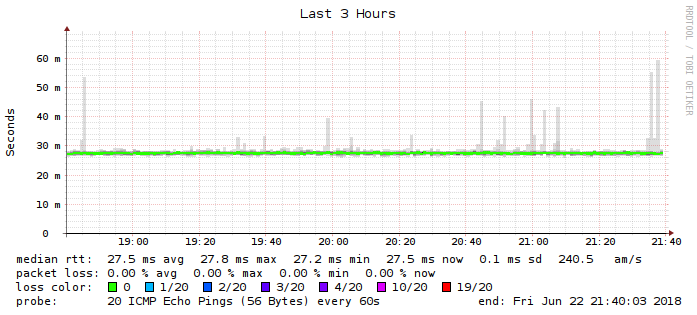 Last 3 Hours
RRDTOOL / TOBI OETIKER
Seconds
60 m
50 m
40 m
30 m
20 m
10 m
0
19:00 19:20 19:40 20:00 20:20 20:40 21:00 21:20 21:40
median rtt: 27.5 ms avg 27.8 ms max 27.2 ms min 27.5 ms now 0.1 ms sd 240.5 am/s
packet loss: 0.00 % avg 0.00 % max 0.00 % min 0.00 % now
loss color: 0 1/20 2/20 3/20 4/20 10/20 19/20
probe: 20 ICMP Echo Pings (56 Bytes) every 60s end: Fri Jun 22 21:40:03 2018